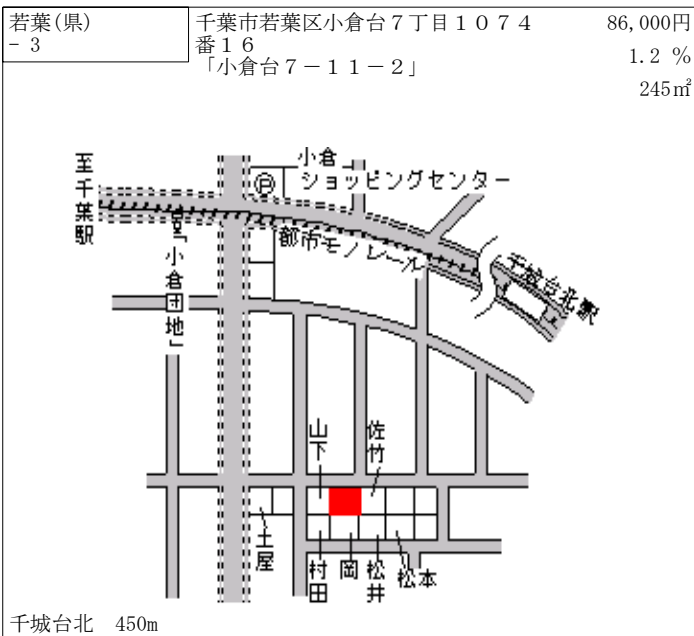 若葉(県)
- 3
千葉市若葉区小倉台７丁目１０７４
番１６
「小倉台７－１１－２」
86,000円
1.2 %
245㎡
至千葉駅
小倉
ショッピングセンター
Ⓟ
都市モノレール
千城台北駅
「小倉団地」
山下
佐竹
土屋
村田
岡
松井
松本
千城台北 450m